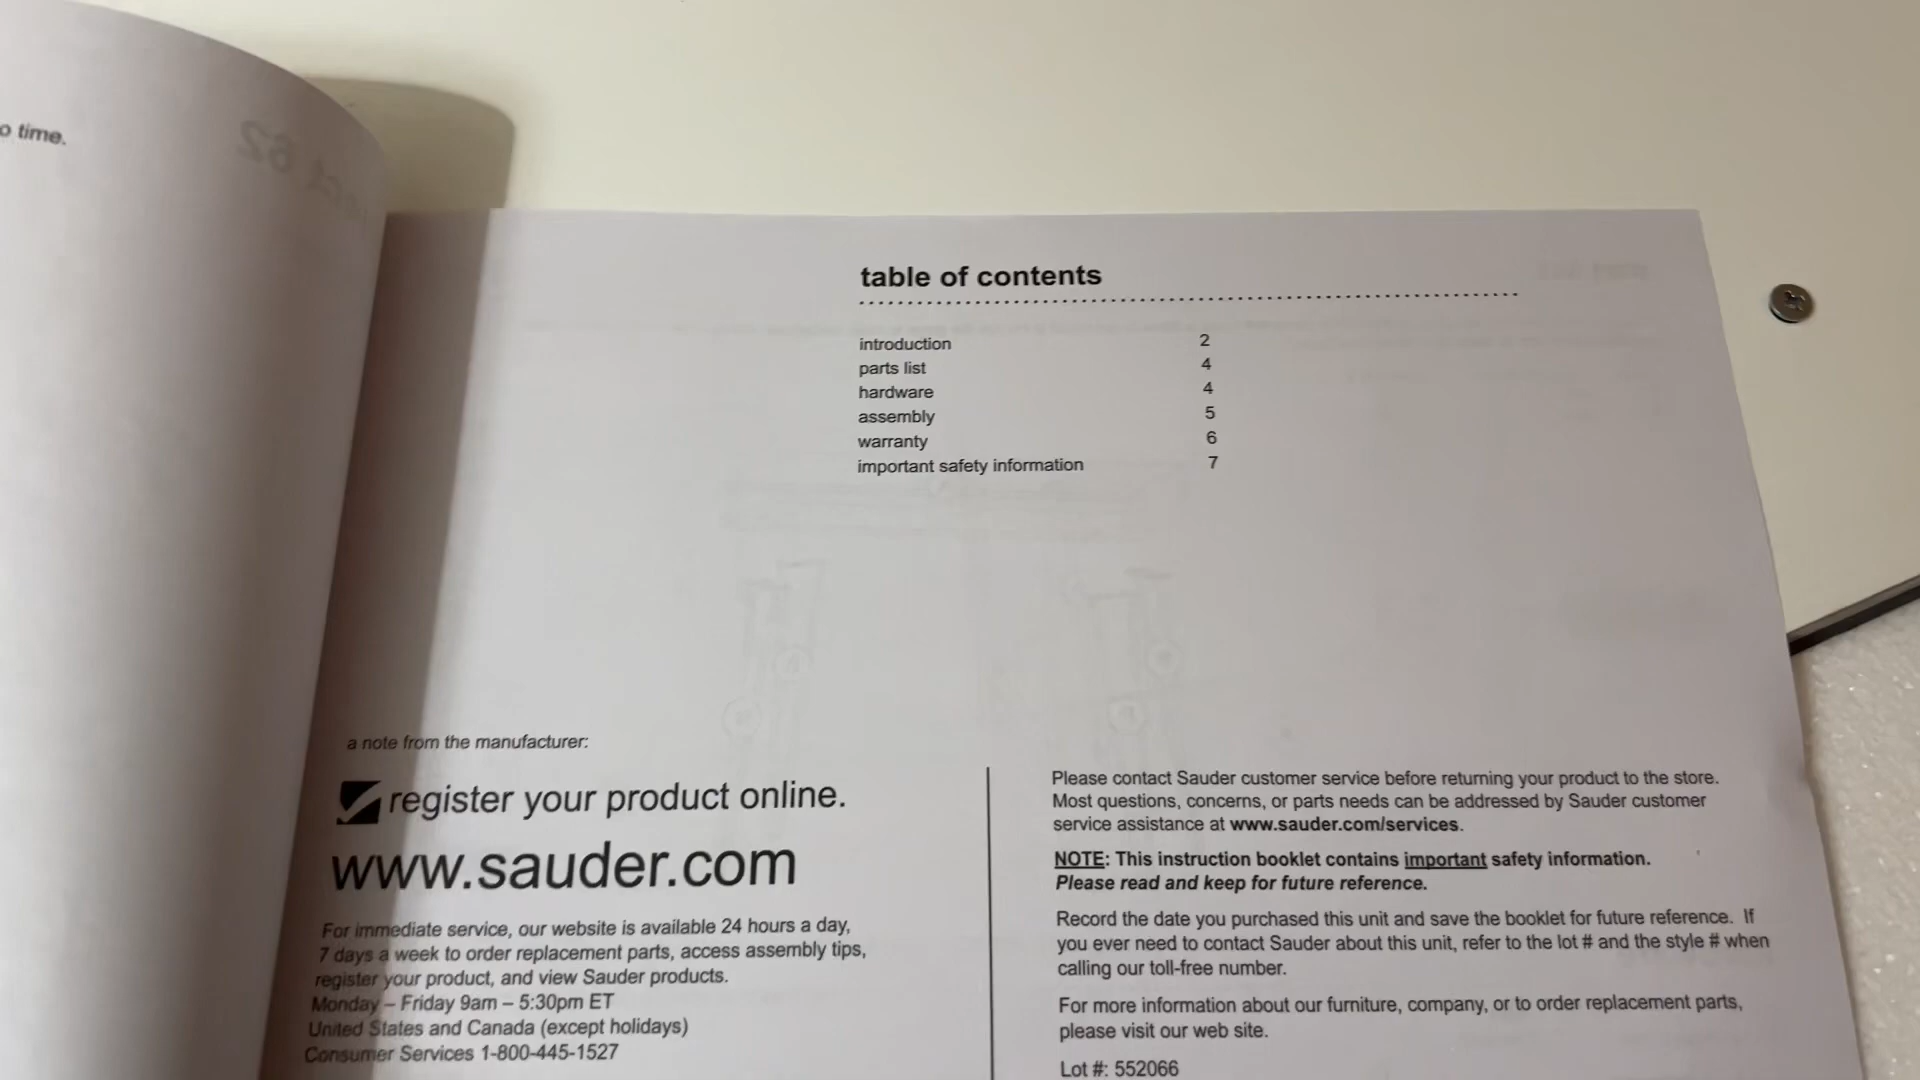 o time.
table of contents
introduction 2
parts list 4
hardware 4
assembly 5
warranty 6
important safety information 7
a note from the manufacturer:
register your product online.
www.sauder.com
For immediate service, our website is available 24 hours a day,
7 days a week to order replacement parts, access assembly tips,
register your product, and view Sauder products.
Monday – Friday 9am – 5:30pm ET
United States and Canada (except holidays)
Consumer Services 1-800-445-1527
Please contact Sauder customer service before returning your product to the store.
Most questions, concerns, or parts needs can be addressed by Sauder customer
service assistance at www.sauder.com/services.
NOTE: This instruction booklet contains important safety information.
Please read and keep for future reference.
Record the date you purchased this unit and save the booklet for future reference. If
you ever need to contact Sauder about this unit, refer to the lot # and the style # when
calling our toll-free number.
For more information about our furniture, company, or to order replacement parts,
please visit our web site.
Lot #: 552066